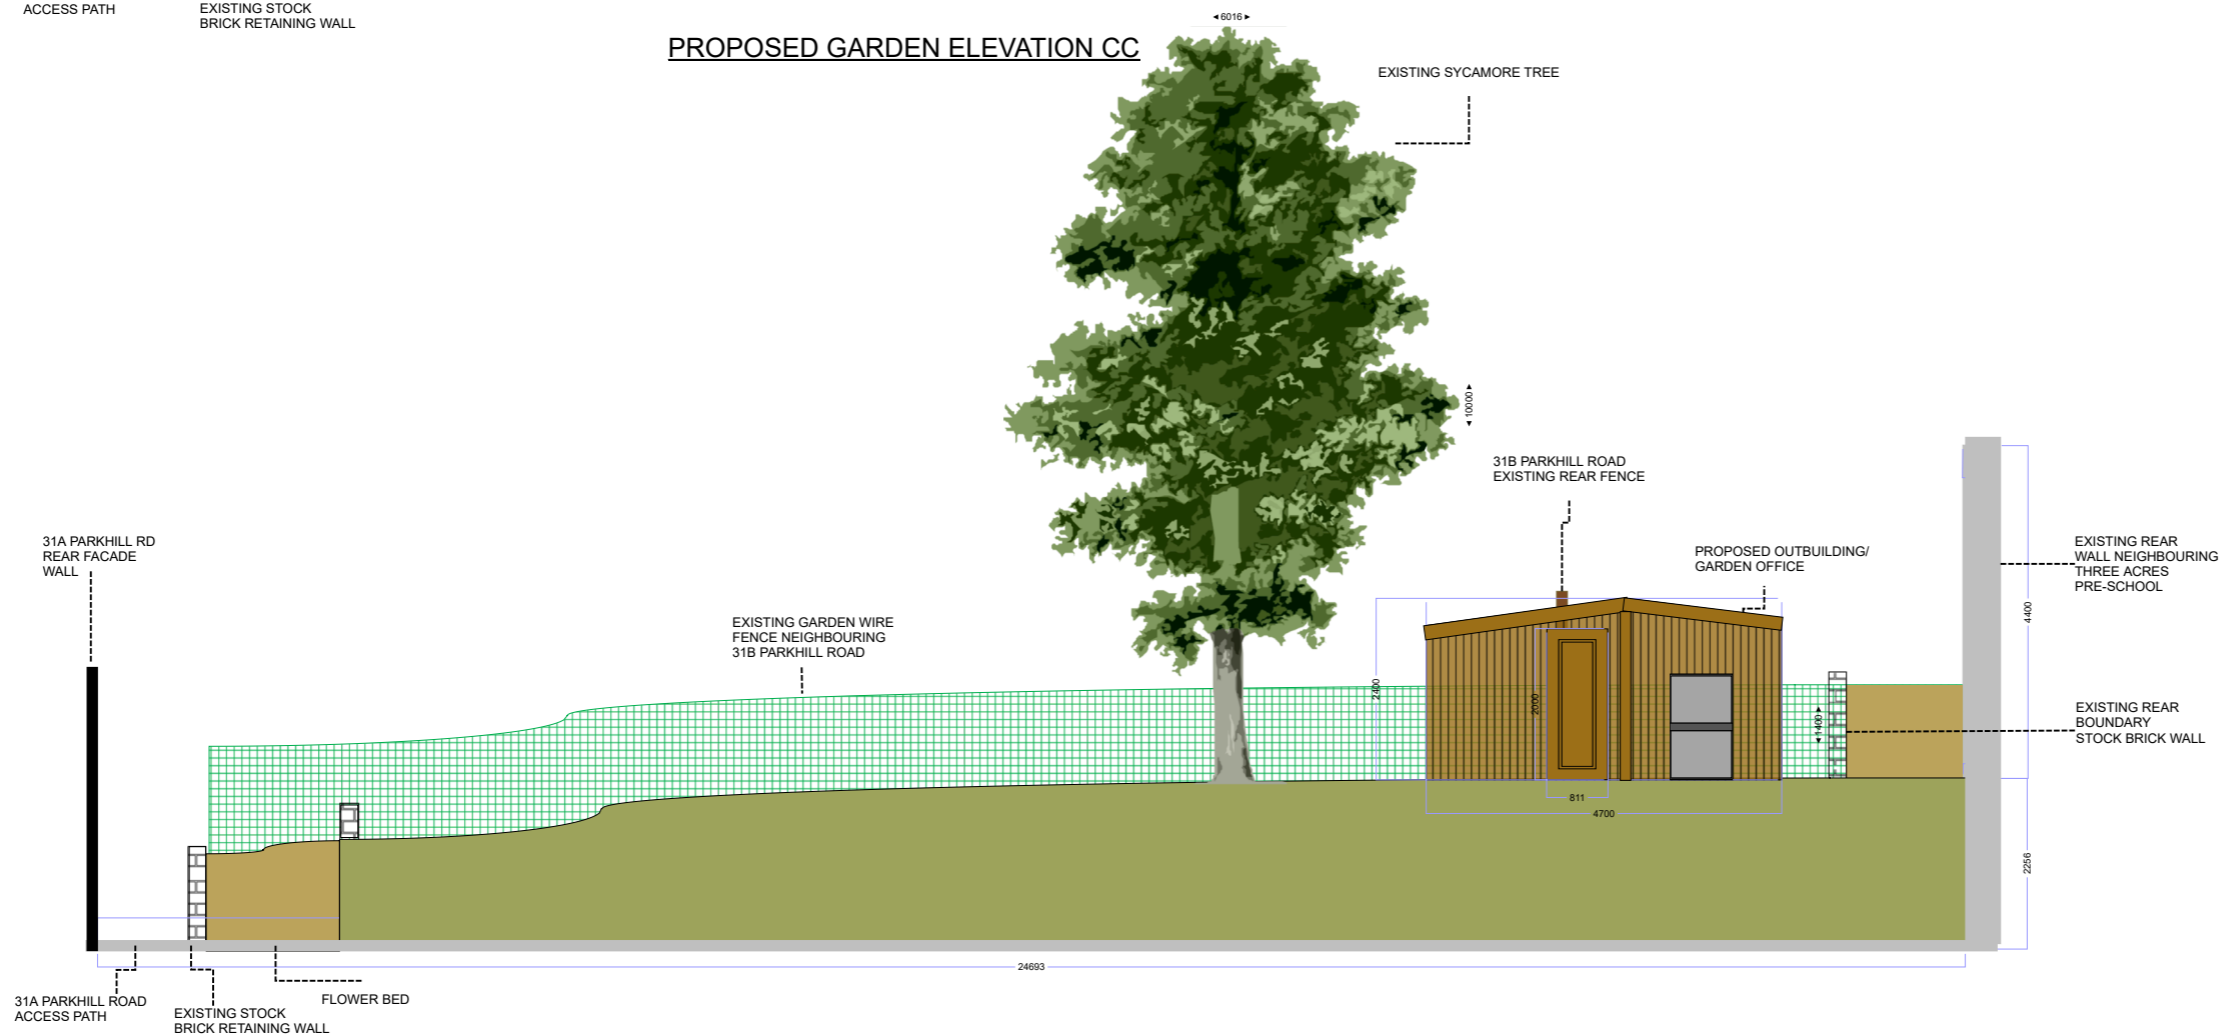 ACCESS PATH
EXISTING STOCK
BRICK RETAINING WALL
6016
PROPOSED GARDEN ELEVATION CC
EXISTING SYCAMORE TREE
10000
31B PARKHILL ROAD
EXISTING REAR FENCE
31A PARKHILL RD
REAR FACADE
WALL
PROPOSED OUTBUILDING/
GARDEN OFFICE
EXISTING REAR
WALL NEIGHBOURING
THREE ACRES
PRE-SCHOOL
4400
EXISTING GARDEN WIRE
FENCE NEIGHBOURING
31B PARKHILL ROAD
2400
2000
1400
EXISTING REAR
BOUNDARY
STOCK BRICK WALL
811
4700
2256
24693
31A PARKHILL ROAD
ACCESS PATH
EXISTING STOCK
BRICK RETAINING WALL
FLOWER BED